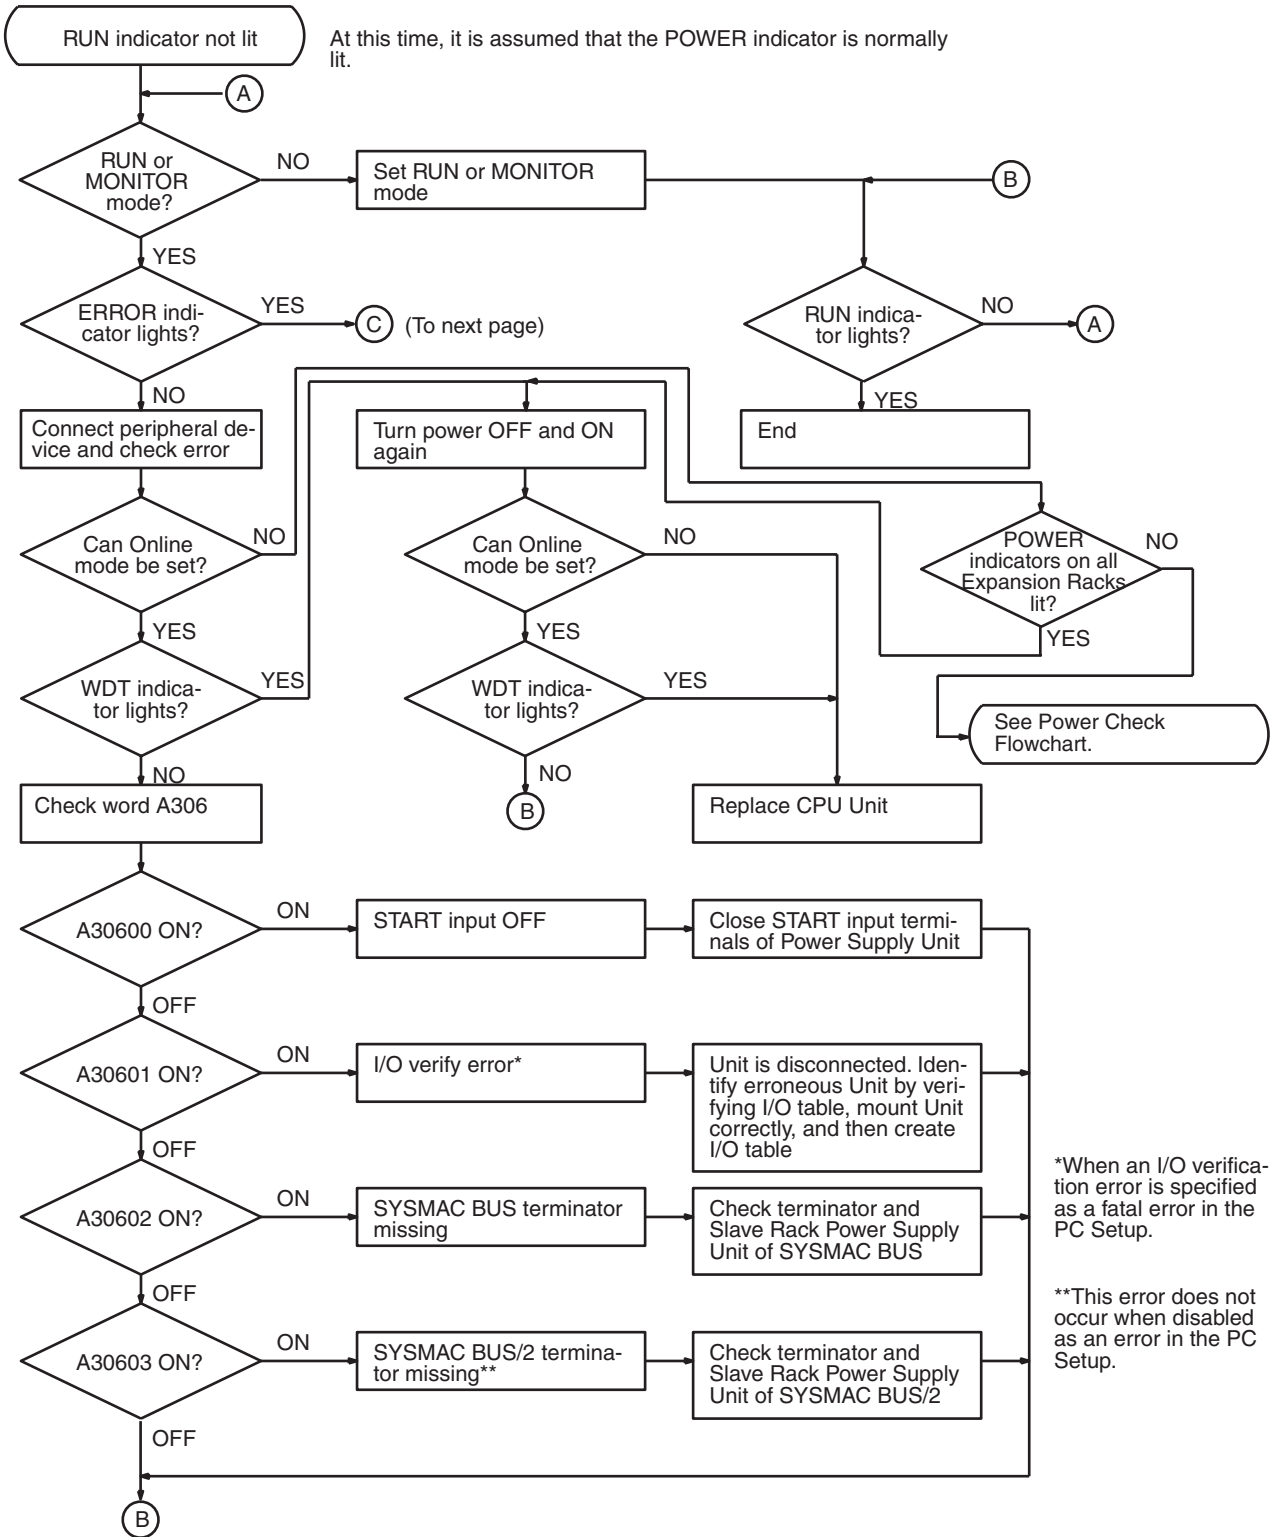 RUN indicator not lit
At this time, it is assumed that the POWER indicator is normally
lit.
A
RUN or
MONITOR
mode?
NO
Set RUN or MONITOR
mode
B
YES
ERROR indi-
cator lights?
YES
C
(To next page)
RUN indica-
tor lights?
NO
A
NO
YES
Connect peripheral de-
vice and check error
Turn power OFF and ON
again
End
Can Online
mode be set?
NO
Can Online
mode be set?
NO
POWER
indicators on all
Expansion Racks
lit?
NO
YES
YES
YES
WDT indica-
tor lights?
YES
WDT indica-
tor lights?
YES
See Power Check
Flowchart.
NO
NO
Check word A306
B
Replace CPU Unit
A30600 ON?
ON
START input OFF
Close START input termi-
nals of Power Supply Unit
OFF
A30601 ON?
ON
I/O verify error*
Unit is disconnected. Iden-
tify erroneous Unit by veri-
fying I/O table, mount Unit
correctly, and then create
I/O table
OFF
A30602 ON?
ON
SYSMAC BUS terminator
missing
Check terminator and
Slave Rack Power Supply
Unit of SYSMAC BUS
*When an I/O verifica-
tion error is specified
as a fatal error in the
PC Setup.
OFF
A30603 ON?
ON
SYSMAC BUS/2 termina-
tor missing**
Check terminator and
Slave Rack Power Supply
Unit of SYSMAC BUS/2
**This error does not
occur when disabled
as an error in the PC
Setup.
OFF
B